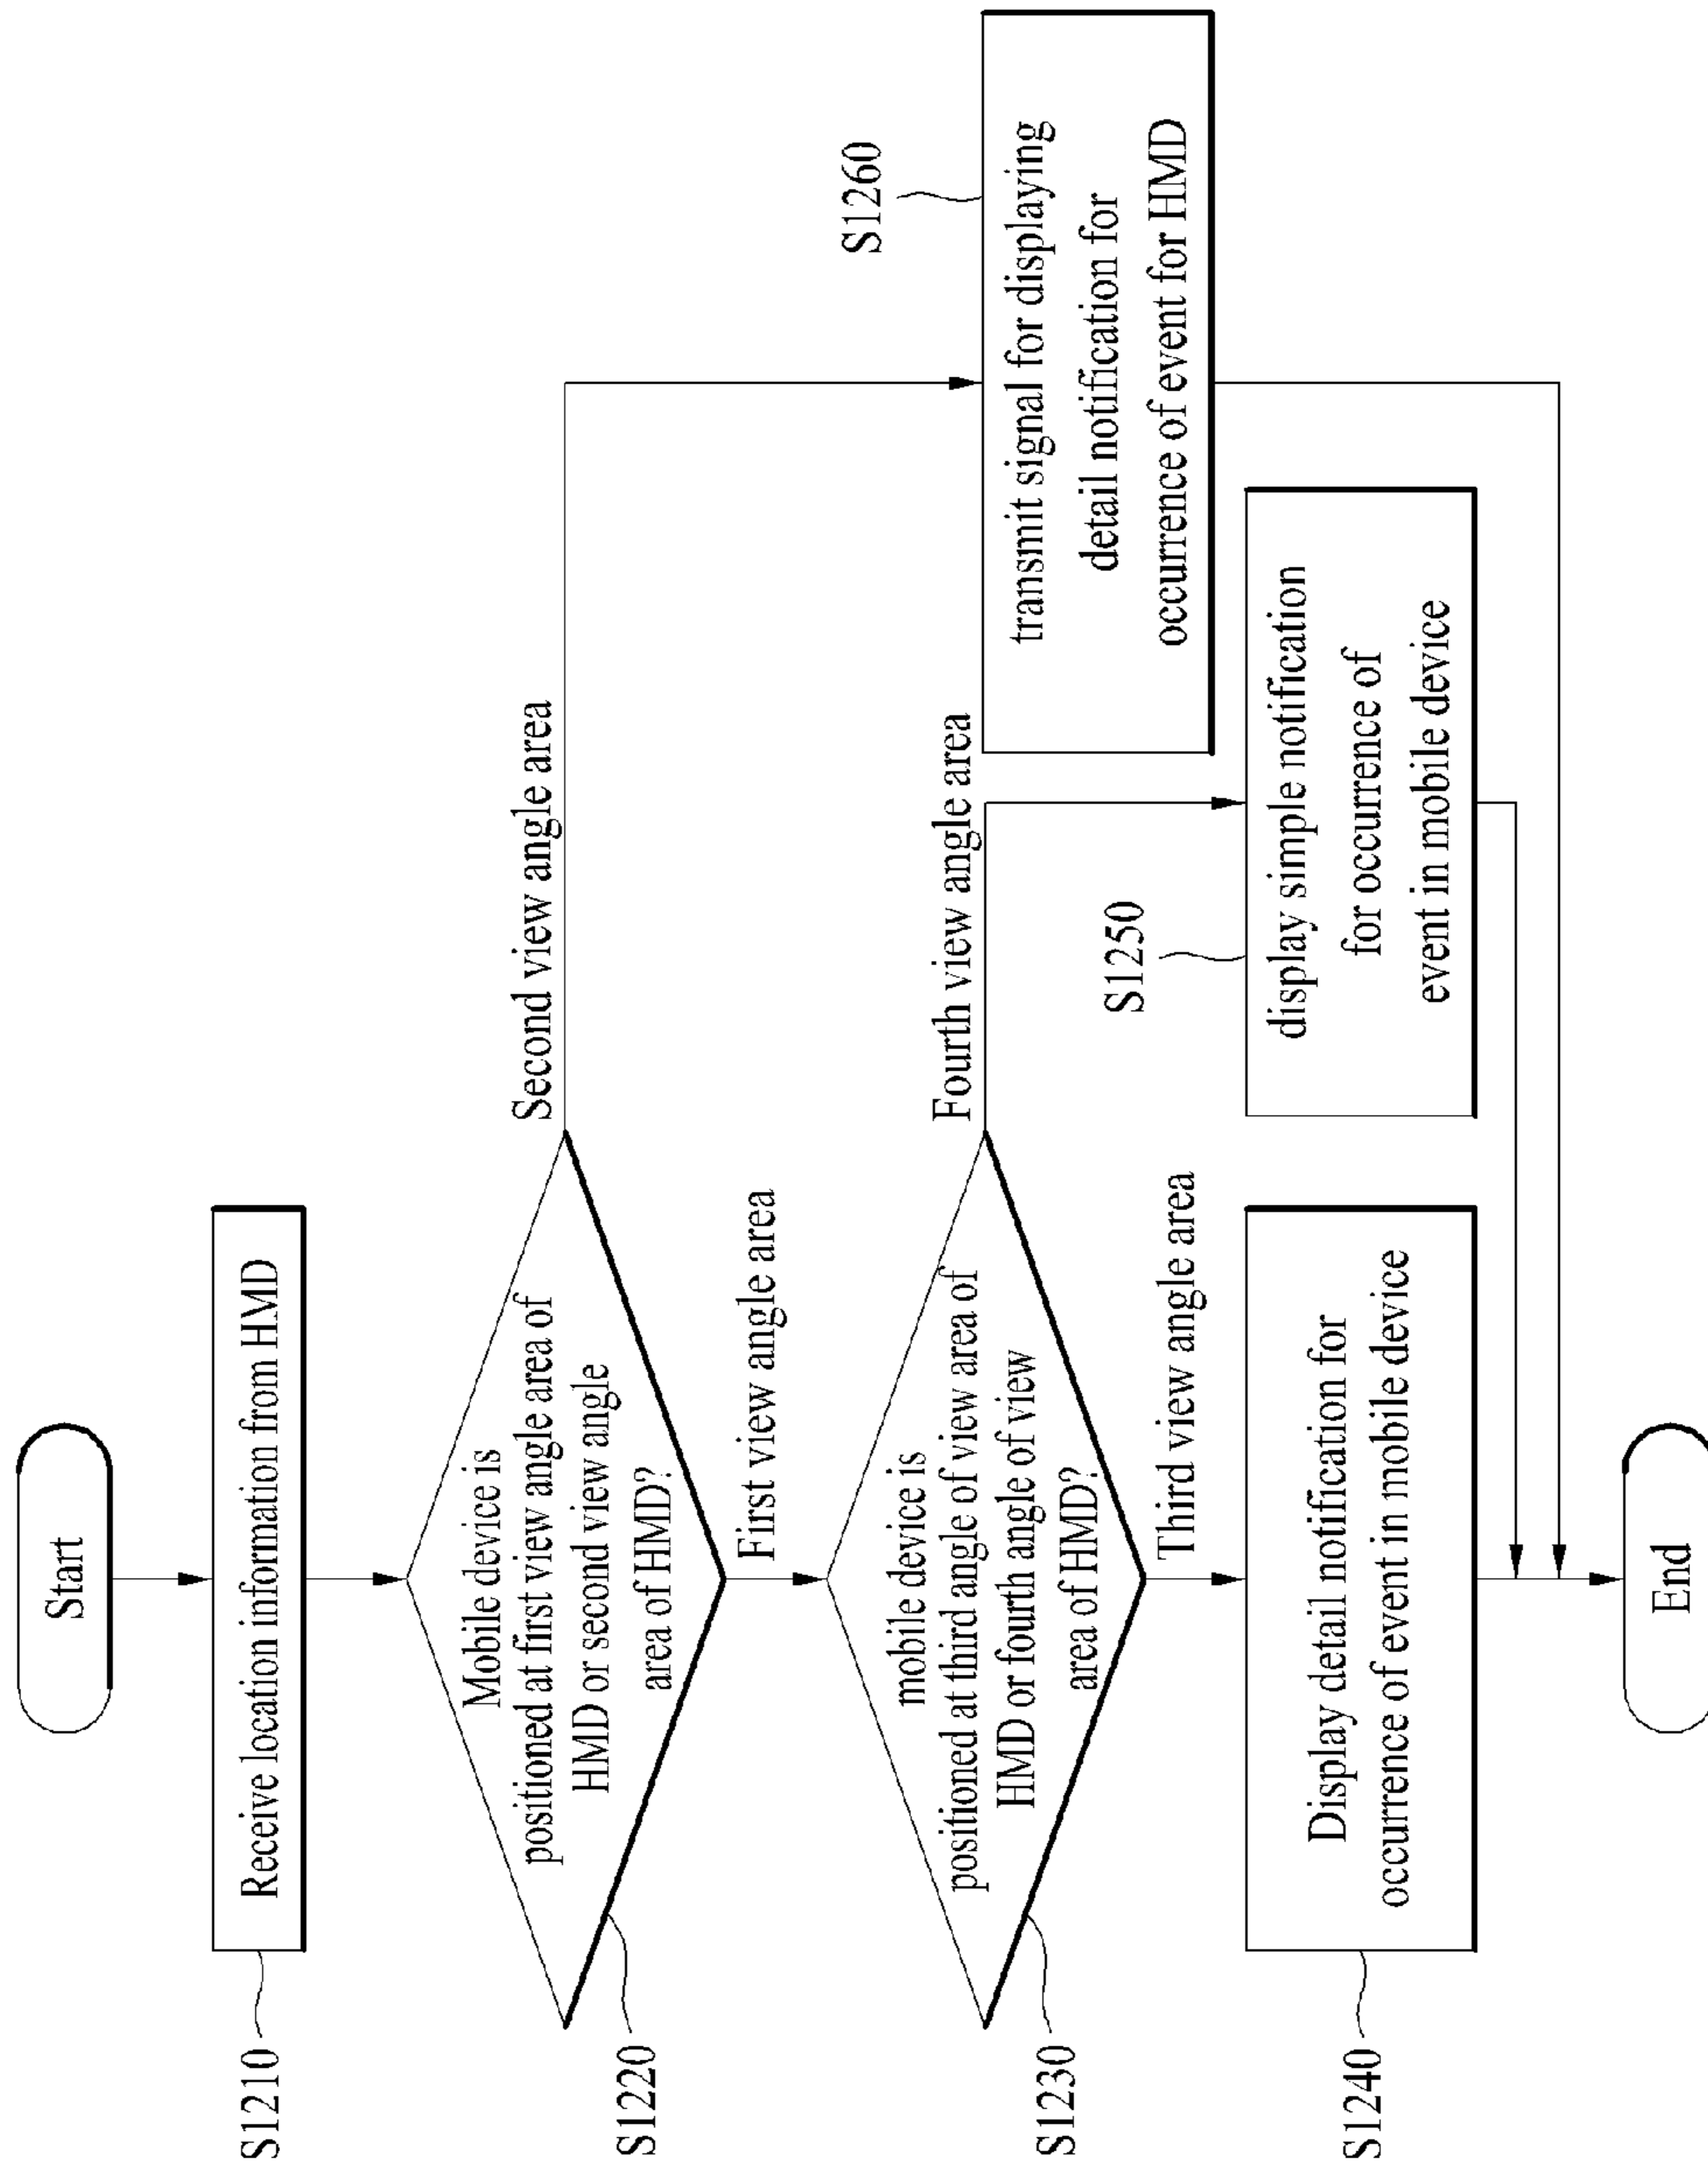 Start
S1210
Receive location information from HMD
S1220
Mobile device is
positioned at first view angle area of
HMD or second view angle
area of HMD?
Second view angle area
First view angle area
S1230
mobile device is
positioned at third angle of view area of
HMD or fourth angle of view
area of HMD?
Fourth view angle area
Third view angle area
S1260
transmit signal for displaying
detail notification for
occurrence of event for HMD
S1250
display simple notification
for occurrence of
event in mobile device
S1240
Display detail notification for
occurrence of event in mobile device
End